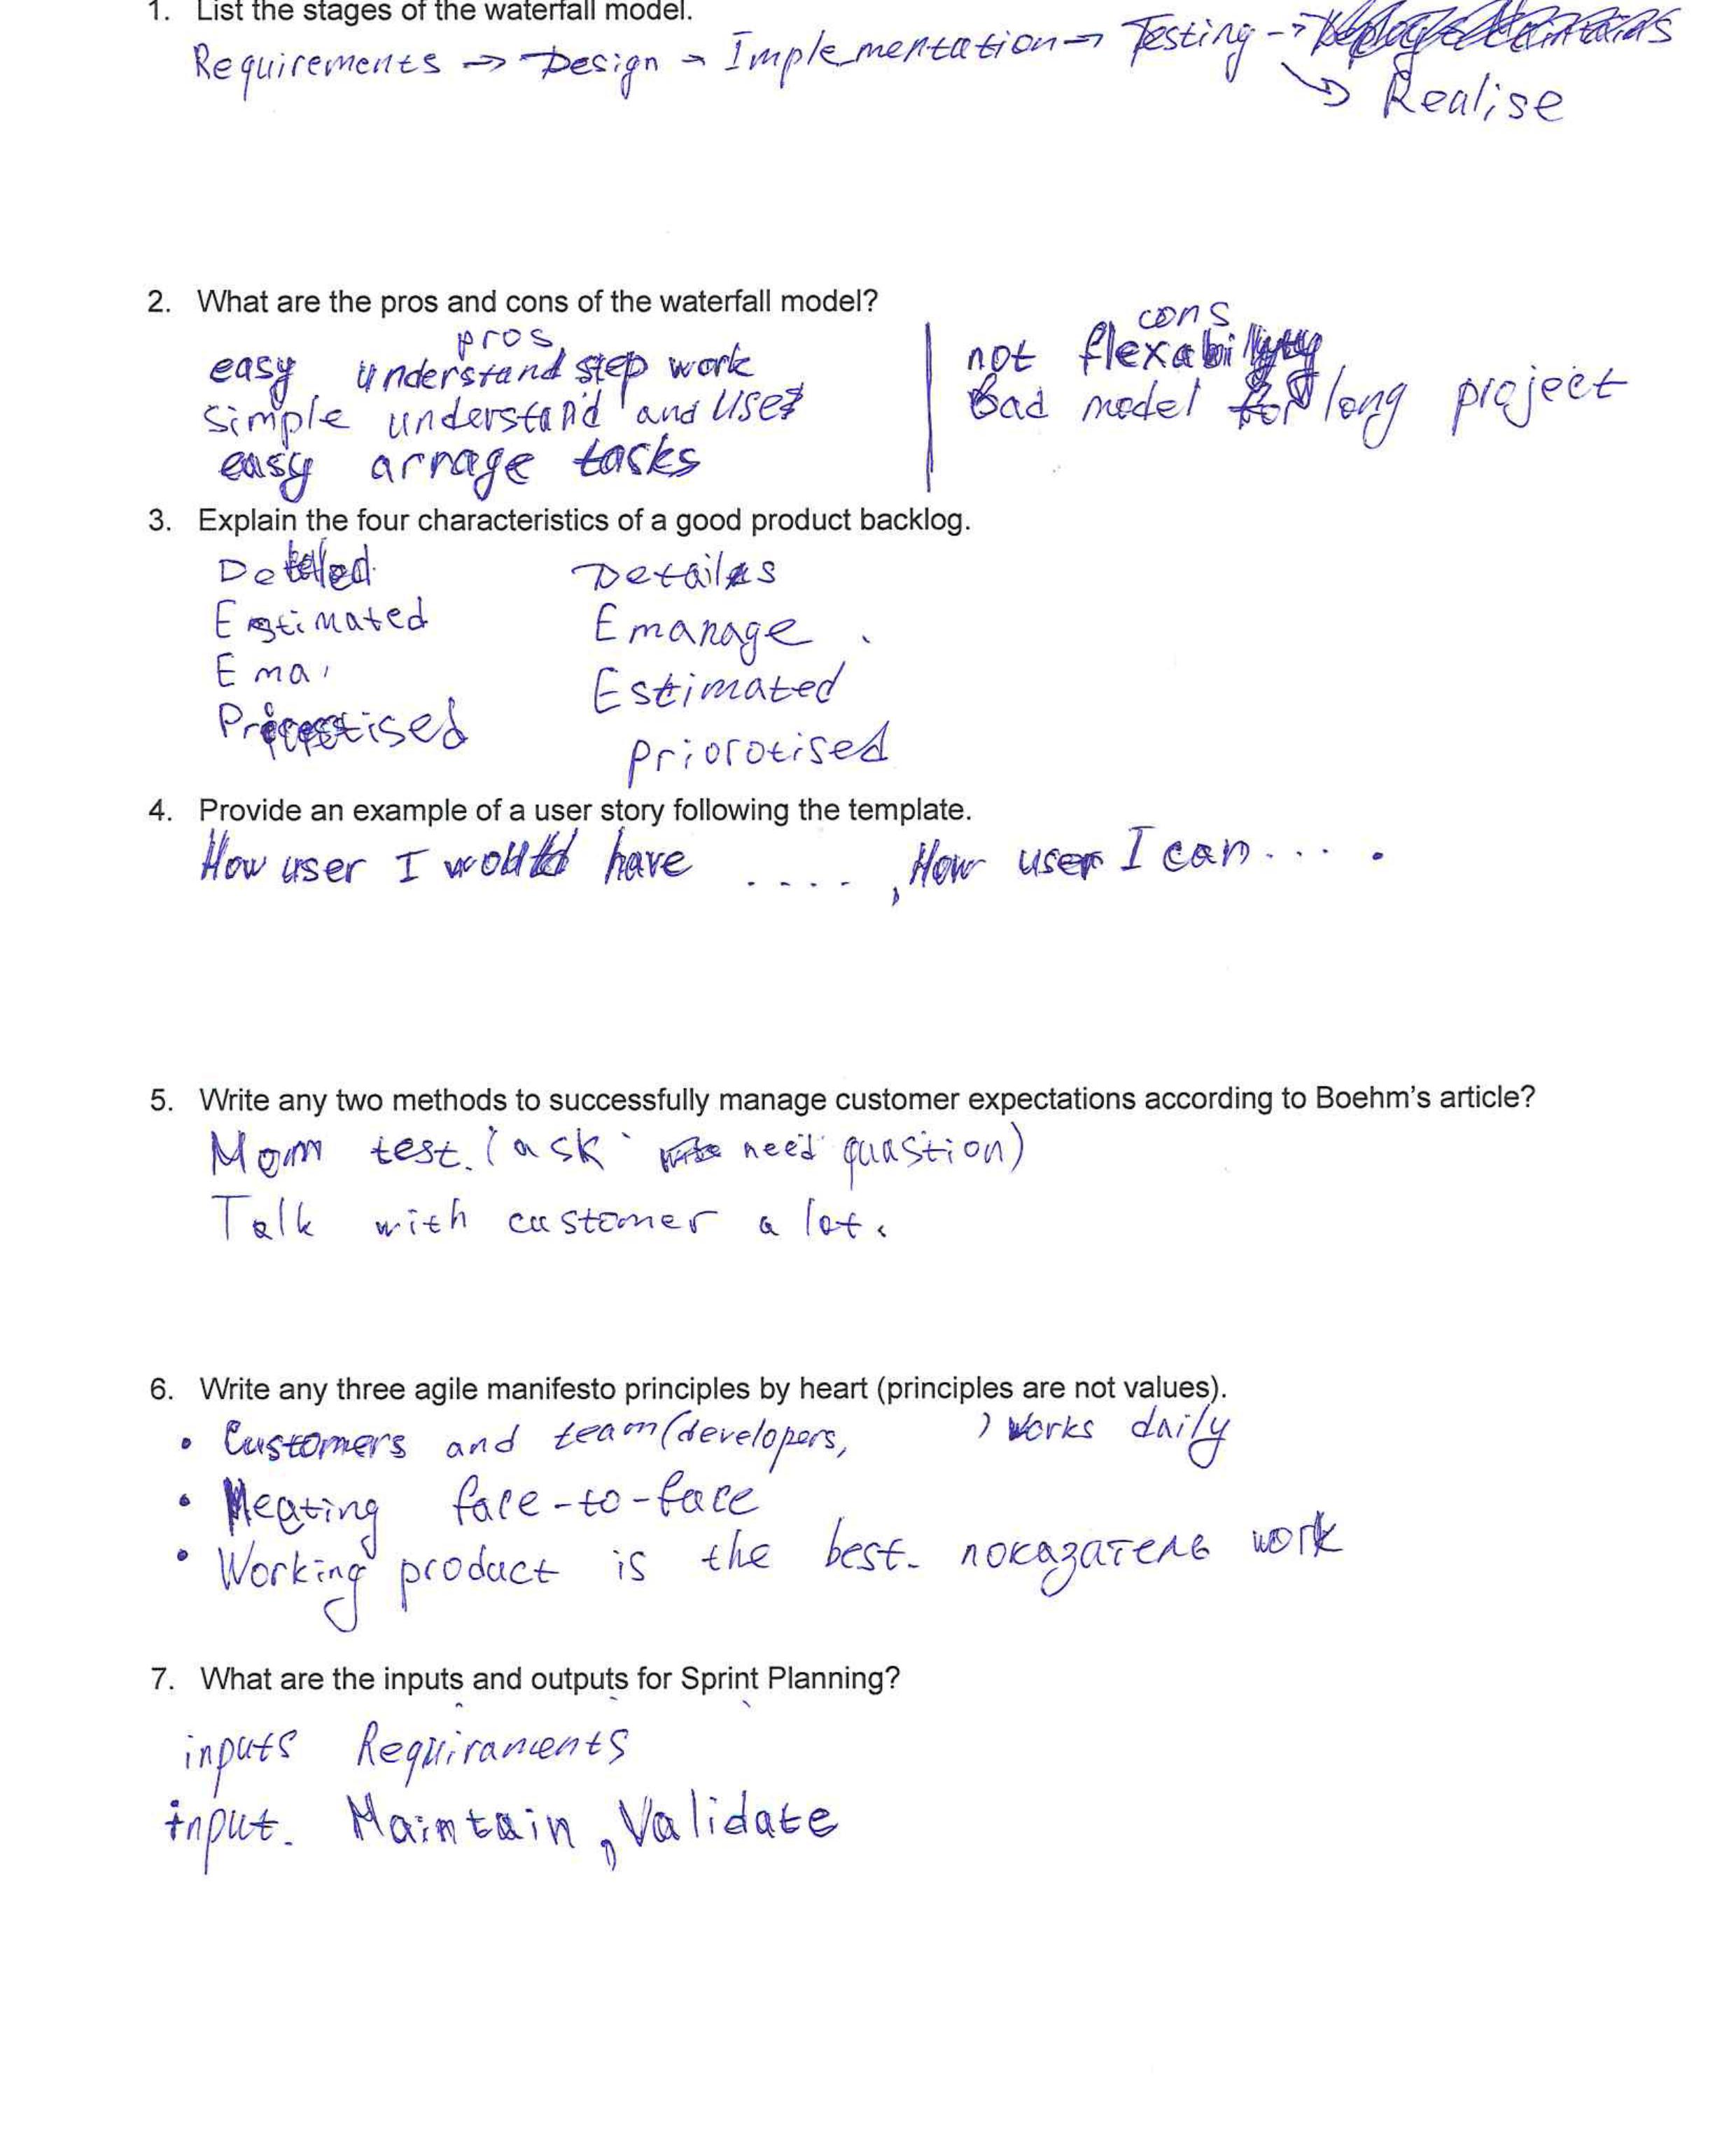 1. List the stages of the waterfall model.
Requirements → Design → Implementation → Testing →
→ Realise
2. What are the pros and cons of the waterfall model?
pros
easy understand step work
simple understand and use
easy arrage tasks
cons
not flexability
Bad model for long project
3. Explain the four characteristics of a good product backlog.
Detailed
Estimated
Ema
Details
Emanage
Estimated
Priorotised
4. Provide an example of a user story following the template.
How user I would have ...., How user I can.... .
5. Write any two methods to successfully manage customer expectations according to Boehm's article?
Mom test. (ask need quastion)
Talk with customer a lot.
6. Write any three agile manifesto principles by heart (principles are not values).
• Customers and team (developers, ) works daily
• Meating face-to-face
• Working product is the best. показатель work
7. What are the inputs and outputs for Sprint Planning?
inputs Requiraments
input. Maintain, Validate